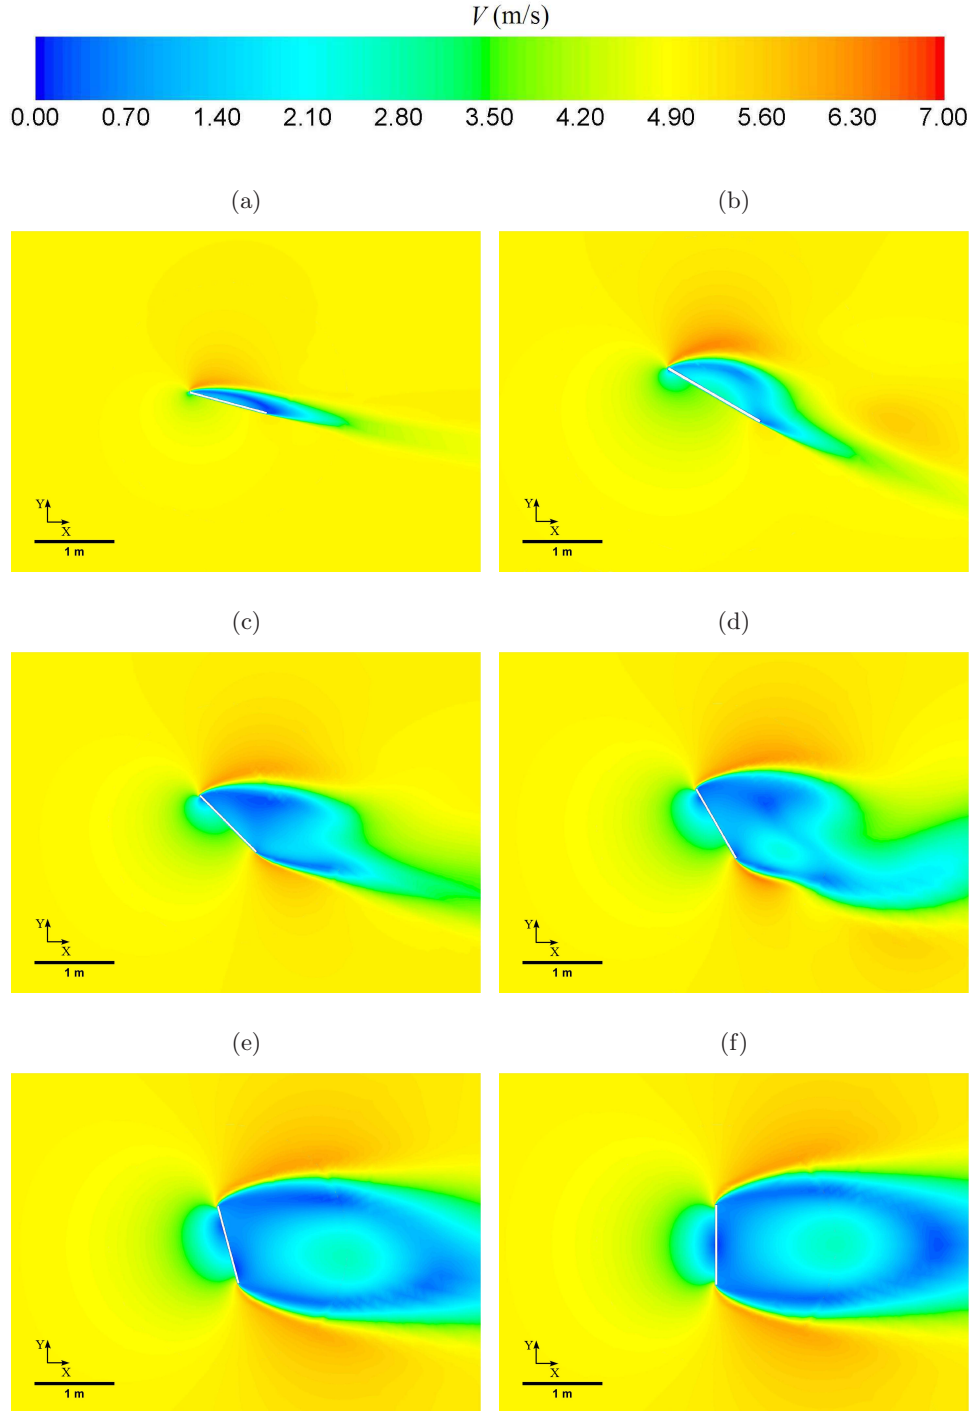 V (m/s)
0.00 0.70 1.40 2.10 2.80 3.50 4.20 4.90 5.60 6.30 7.00
(a) (b)
Y X 1 m Y X 1 m
(c) (d)
Y X 1 m Y X 1 m
(e) (f)
Y X 1 m Y X 1 m